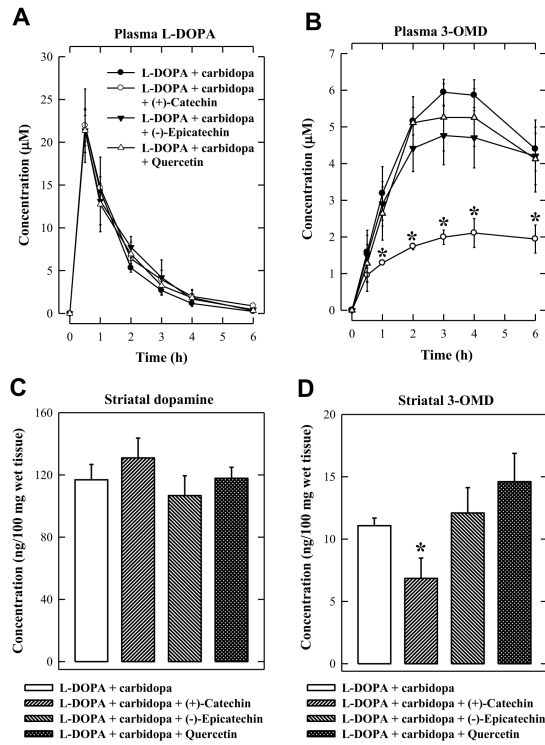 A
Plasma L-DOPA
Concentration (μM)
30
25
20
15
10
5
0
0 1 2 3 4 5 6
Time (h)
L-DOPA + carbidopa
L-DOPA + carbidopa
+ (+)-Catechin
L-DOPA + carbidopa
+ (-)-Epicatechin
L-DOPA + carbidopa
+ Quercetin
B
Plasma 3-OMD
Concentration (μM)
7
6
5
4
3
2
1
0
* * * * *
0 1 2 3 4 5 6
Time (h)
C
Striatal dopamine
Concentration (ng/100 mg wet tissue)
160
120
80
40
0
L-DOPA + carbidopa
L-DOPA + carbidopa + (+)-Catechin
L-DOPA + carbidopa + (-)-Epicatechin
L-DOPA + carbidopa + Quercetin
D
Striatal 3-OMD
Concentration (ng/100 mg wet tissue)
20
15
10
5
0
*
L-DOPA + carbidopa
L-DOPA + carbidopa + (+)-Catechin
L-DOPA + carbidopa + (-)-Epicatechin
L-DOPA + carbidopa + Quercetin